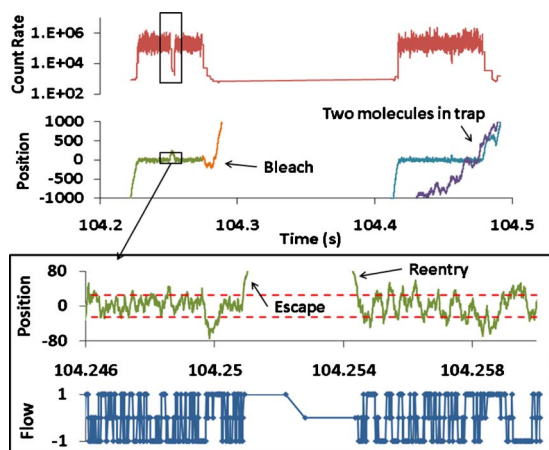 Count Rate
1.E+06
1.E+04
1.E+02
Position
1000
500
0
-500
-1000
Bleach
Two molecules in trap
104.2
104.3
104.4
104.5
Time (s)
Position
80
0
-80
Escape
Reentry
104.246
104.25
104.254
104.258
Flow
1
-1